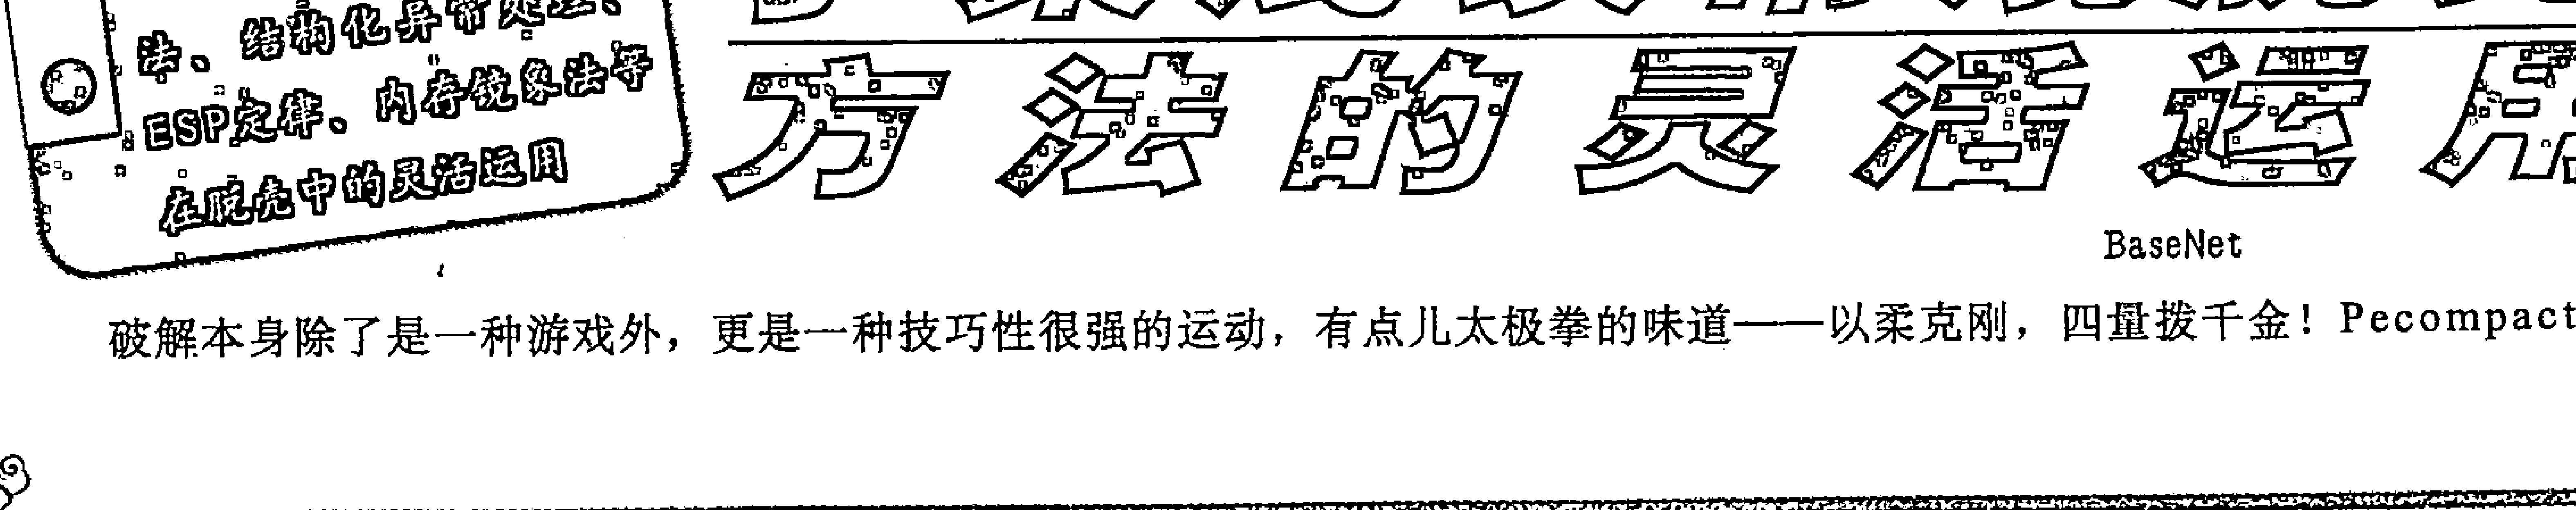 法、结构化异常处理、
ESP定律、内存镜象法等
在脱壳中的灵活运用
方法的灵活运用
BaseNet
破解本身除了是一种游戏外，更是一种技巧性很强的运动，有点儿太极拳的味道——以柔克刚，四量拨千金！Pecompact